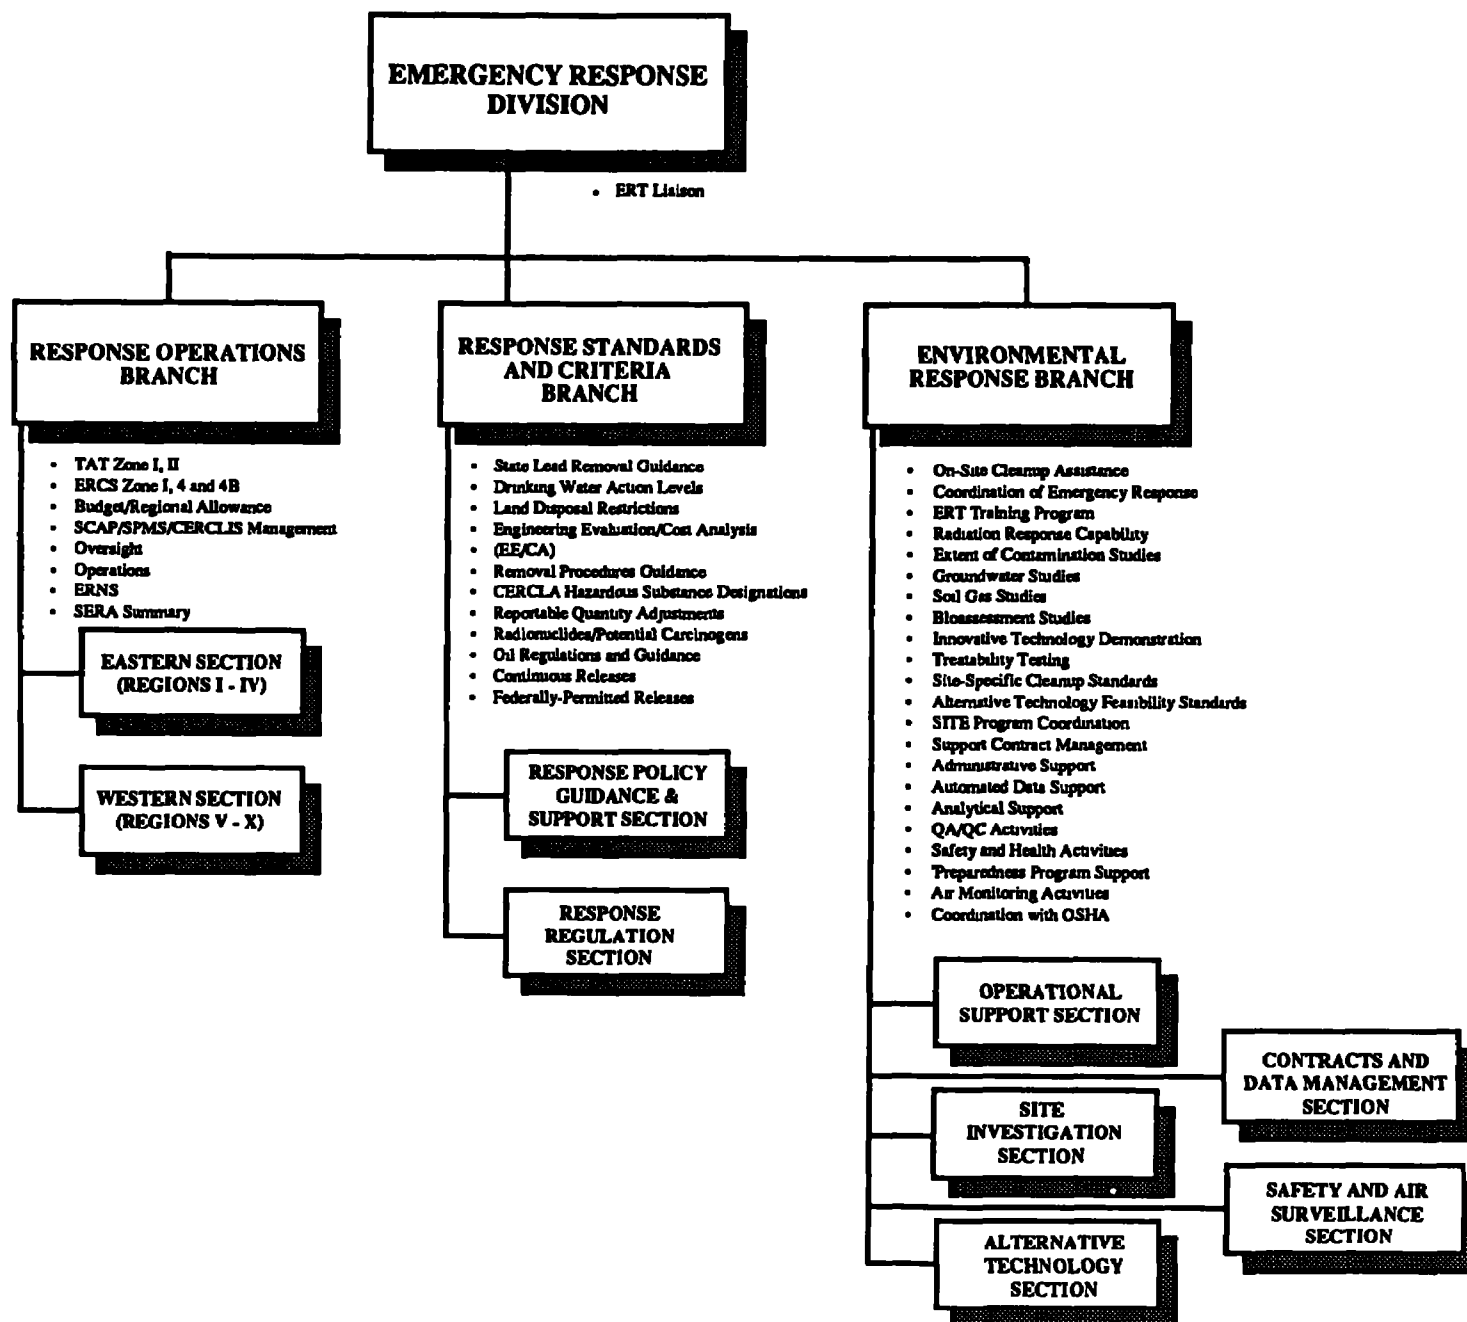 EMERGENCY RESPONSE
DIVISION
• ERT Liaison
RESPONSE OPERATIONS
BRANCH
• TAT Zone I, II
• ERCS Zone I, 4 and 4B
• Budget/Regional Allowance
• SCAP/SPMS/CERCLIS Management
• Oversight
• Operations
• ERNS
• SERA Summary
EASTERN SECTION
(REGIONS I - IV)
WESTERN SECTION
(REGIONS V - X)
RESPONSE STANDARDS
AND CRITERIA
BRANCH
• State Lead Removal Guidance
• Drinking Water Action Levels
• Land Disposal Restrictions
• Engineering Evaluation/Cost Analysis
• (EE/CA)
• Removal Procedures Guidance
• CERCLA Hazardous Substance Designations
• Reportable Quantity Adjustments
• Radionuclides/Potential Carcinogens
• Oil Regulations and Guidance
• Continuous Releases
• Federally-Permitted Releases
RESPONSE POLICY
GUIDANCE &
SUPPORT SECTION
RESPONSE
REGULATION
SECTION
ENVIRONMENTAL
RESPONSE BRANCH
• On-Site Cleanup Assistance
• Coordination of Emergency Response
• ERT Training Program
• Radiation Response Capability
• Extent of Contamination Studies
• Groundwater Studies
• Soil Gas Studies
• Bioassessment Studies
• Innovative Technology Demonstration
• Treatability Testing
• Site-Specific Cleanup Standards
• Alternative Technology Feasibility Standards
• SITE Program Coordination
• Support Contract Management
• Administrative Support
• Automated Data Support
• Analytical Support
• QA/QC Activities
• Safety and Health Activities
• Preparedness Program Support
• Air Monitoring Activities
• Coordination with OSHA
OPERATIONAL
SUPPORT SECTION
CONTRACTS AND
DATA MANAGEMENT
SECTION
SITE
INVESTIGATION
SECTION
SAFETY AND AIR
SURVEILLANCE
SECTION
ALTERNATIVE
TECHNOLOGY
SECTION